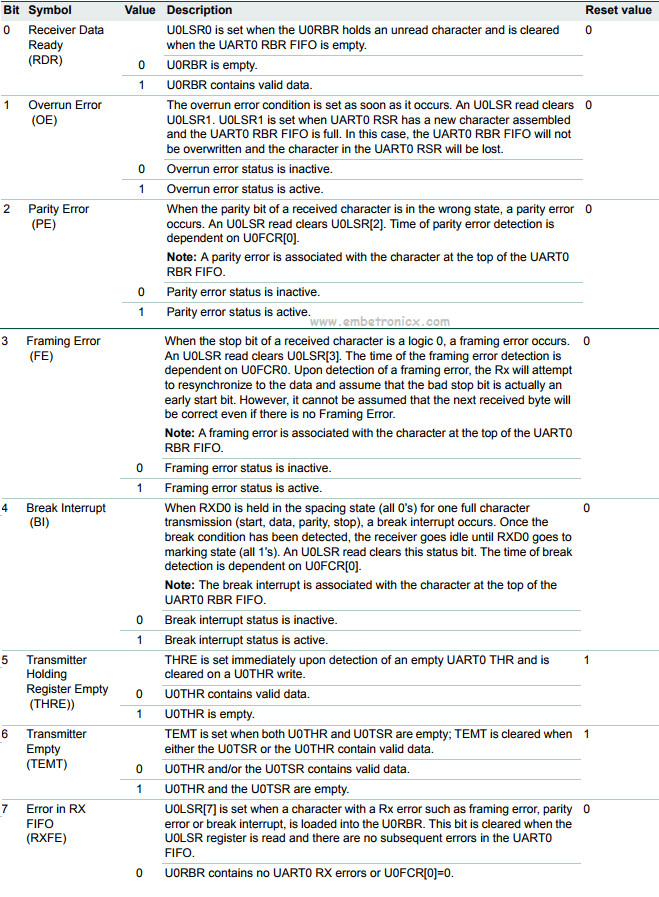 Bit Symbol Value Description Reset value
0 Receiver Data U0LSR0 is set when the U0RBR holds an unread character and is cleared 0
Ready when the UART0 RBR FIFO is empty.
(RDR)
0 U0RBR is empty.
1 U0RBR contains valid data.
1 Overrun Error The overrun error condition is set as soon as it occurs. An U0LSR read clears 0
(OE) U0LSR1. U0LSR1 is set when UART0 RSR has a new character assembled
and the UART0 RBR FIFO is full. In this case, the UART0 RBR FIFO will not
be overwritten and the character in the UART0 RSR will be lost.
0 Overrun error status is inactive.
1 Overrun error status is active.
2 Parity Error When the parity bit of a received character is in the wrong state, a parity error 0
(PE) occurs. An U0LSR read clears U0LSR[2]. Time of parity error detection is
dependent on U0FCR[0].
Note: A parity error is associated with the character at the top of the UART0
RBR FIFO.
0 Parity error status is inactive.
1 Parity error status is active.
www.embetronicx.com
3 Framing Error When the stop bit of a received character is a logic 0, a framing error occurs. 0
(FE) An U0LSR read clears U0LSR[3]. The time of the framing error detection is
dependent on U0FCR0. Upon detection of a framing error, the Rx will attempt
to resynchronize to the data and assume that the bad stop bit is actually an
early start bit. However, it cannot be assumed that the next received byte will
be correct even if there is no Framing Error.
Note: A framing error is associated with the character at the top of the UART0
RBR FIFO.
0 Framing error status is inactive.
1 Framing error status is active.
4 Break Interrupt When RXD0 is held in the spacing state (all 0's) for one full character 0
(BI) transmission (start, data, parity, stop), a break interrupt occurs. Once the
break condition has been detected, the receiver goes idle until RXD0 goes to
marking state (all 1's). An U0LSR read clears this status bit. The time of break
detection is dependent on U0FCR[0].
Note: The break interrupt is associated with the character at the top of the
UART0 RBR FIFO.
0 Break interrupt status is inactive.
1 Break interrupt status is active.
5 Transmitter THRE is set immediately upon detection of an empty UART0 THR and is 1
Holding cleared on a U0THR write.
Register Empty 0 U0THR contains valid data.
(THRE))
1 U0THR is empty.
6 Transmitter TEMT is set when both U0THR and U0TSR are empty; TEMT is cleared when 1
Empty either the U0TSR or the U0THR contain valid data.
(TEMT)
0 U0THR and/or the U0TSR contains valid data.
1 U0THR and the U0TSR are empty.
7 Error in RX U0LSR[7] is set when a character with a Rx error such as framing error, parity 0
FIFO error or break interrupt, is loaded into the U0RBR. This bit is cleared when the
(RXFE) U0LSR register is read and there are no subsequent errors in the UART0
FIFO.
0 U0RBR contains no UART0 RX errors or U0FCR[0]=0.